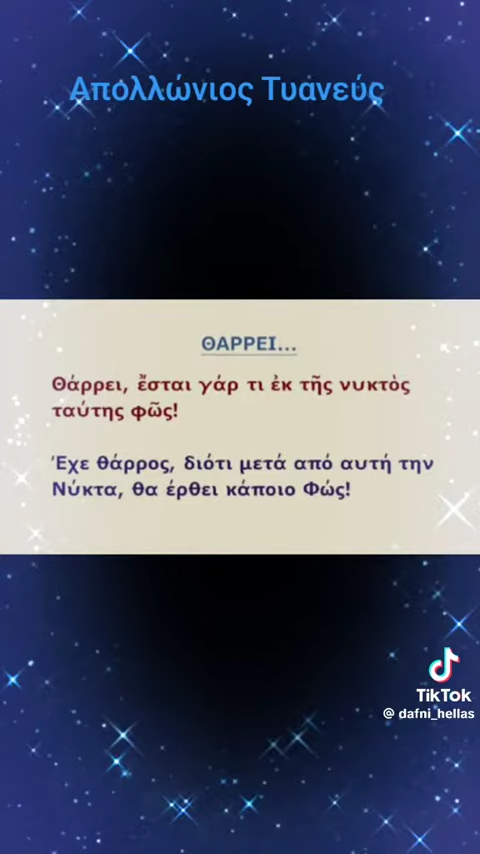 Απολλώνιος Τυανεύς
ΘΑΡΡΕΙ...
Θάρρει, ἔσται γάρ τι ἐκ τῆς νυκτὸς
ταύτης φῶς!
Έχε θάρρος, διότι μετά από αυτή την
Νύκτα, θα έρθει κάποιο Φώς!
TikTok
@ dafni_hellas